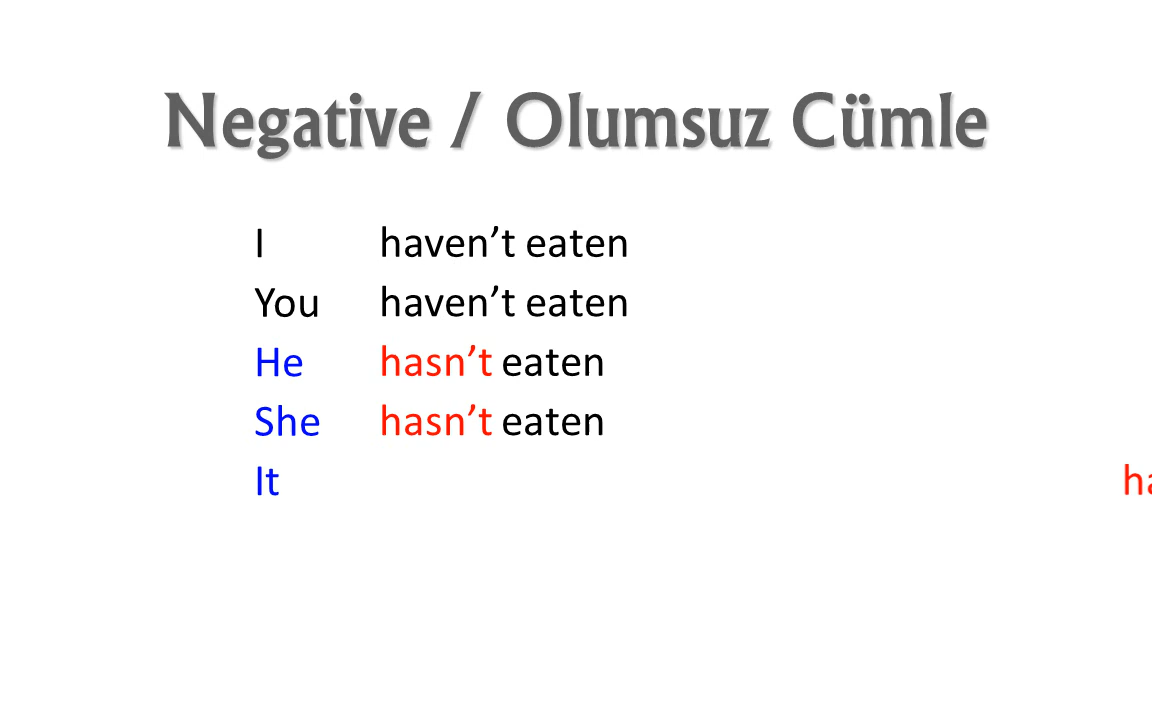 Negative / Olumsuz Cümle
I haven’t eaten
You haven’t eaten
He hasn’t eaten
She hasn’t eaten
It